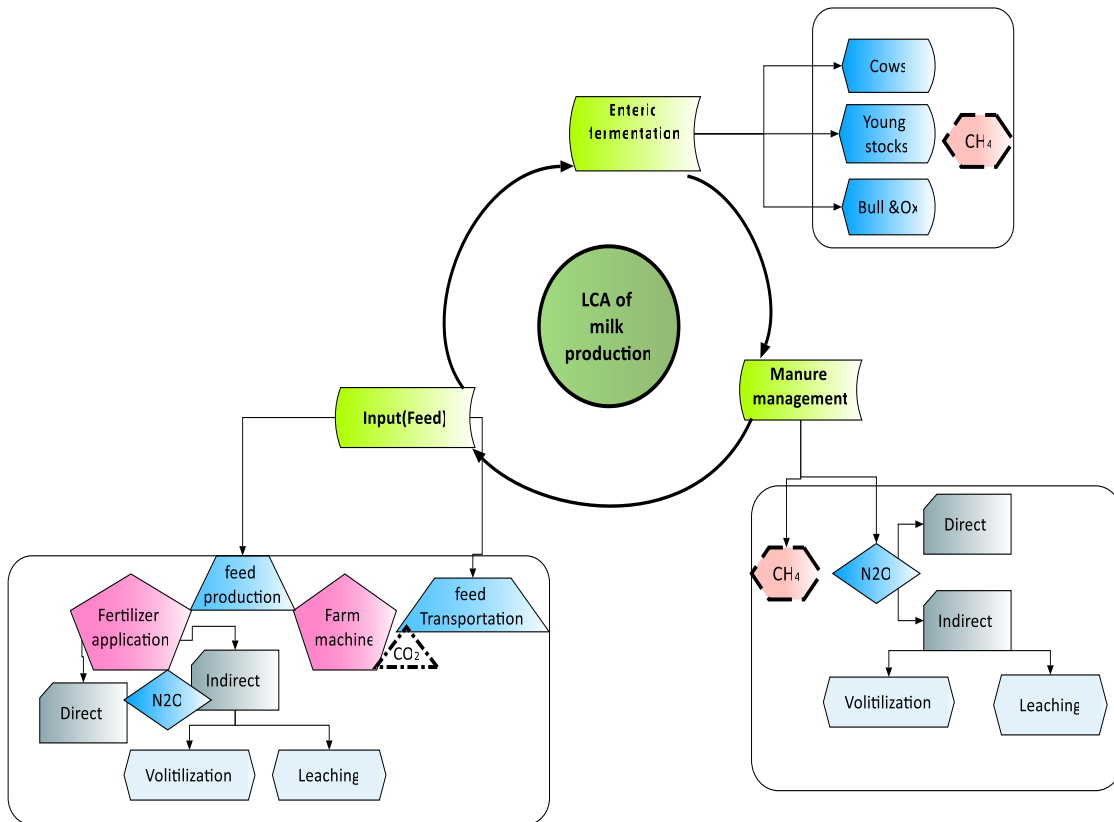 Enteric
fermentation
Cows
Young
stocks
CH₄
Bull &Ox
LCA of
milk
production
Manure
management
Input(Feed)
Direct
CH₄
N2O
Indirect
Volitilization
Leaching
feed
production
feed
Transportation
Fertilizer
application
Farm
machine
CO₂
Indirect
N2O
Direct
Volitilization
Leaching